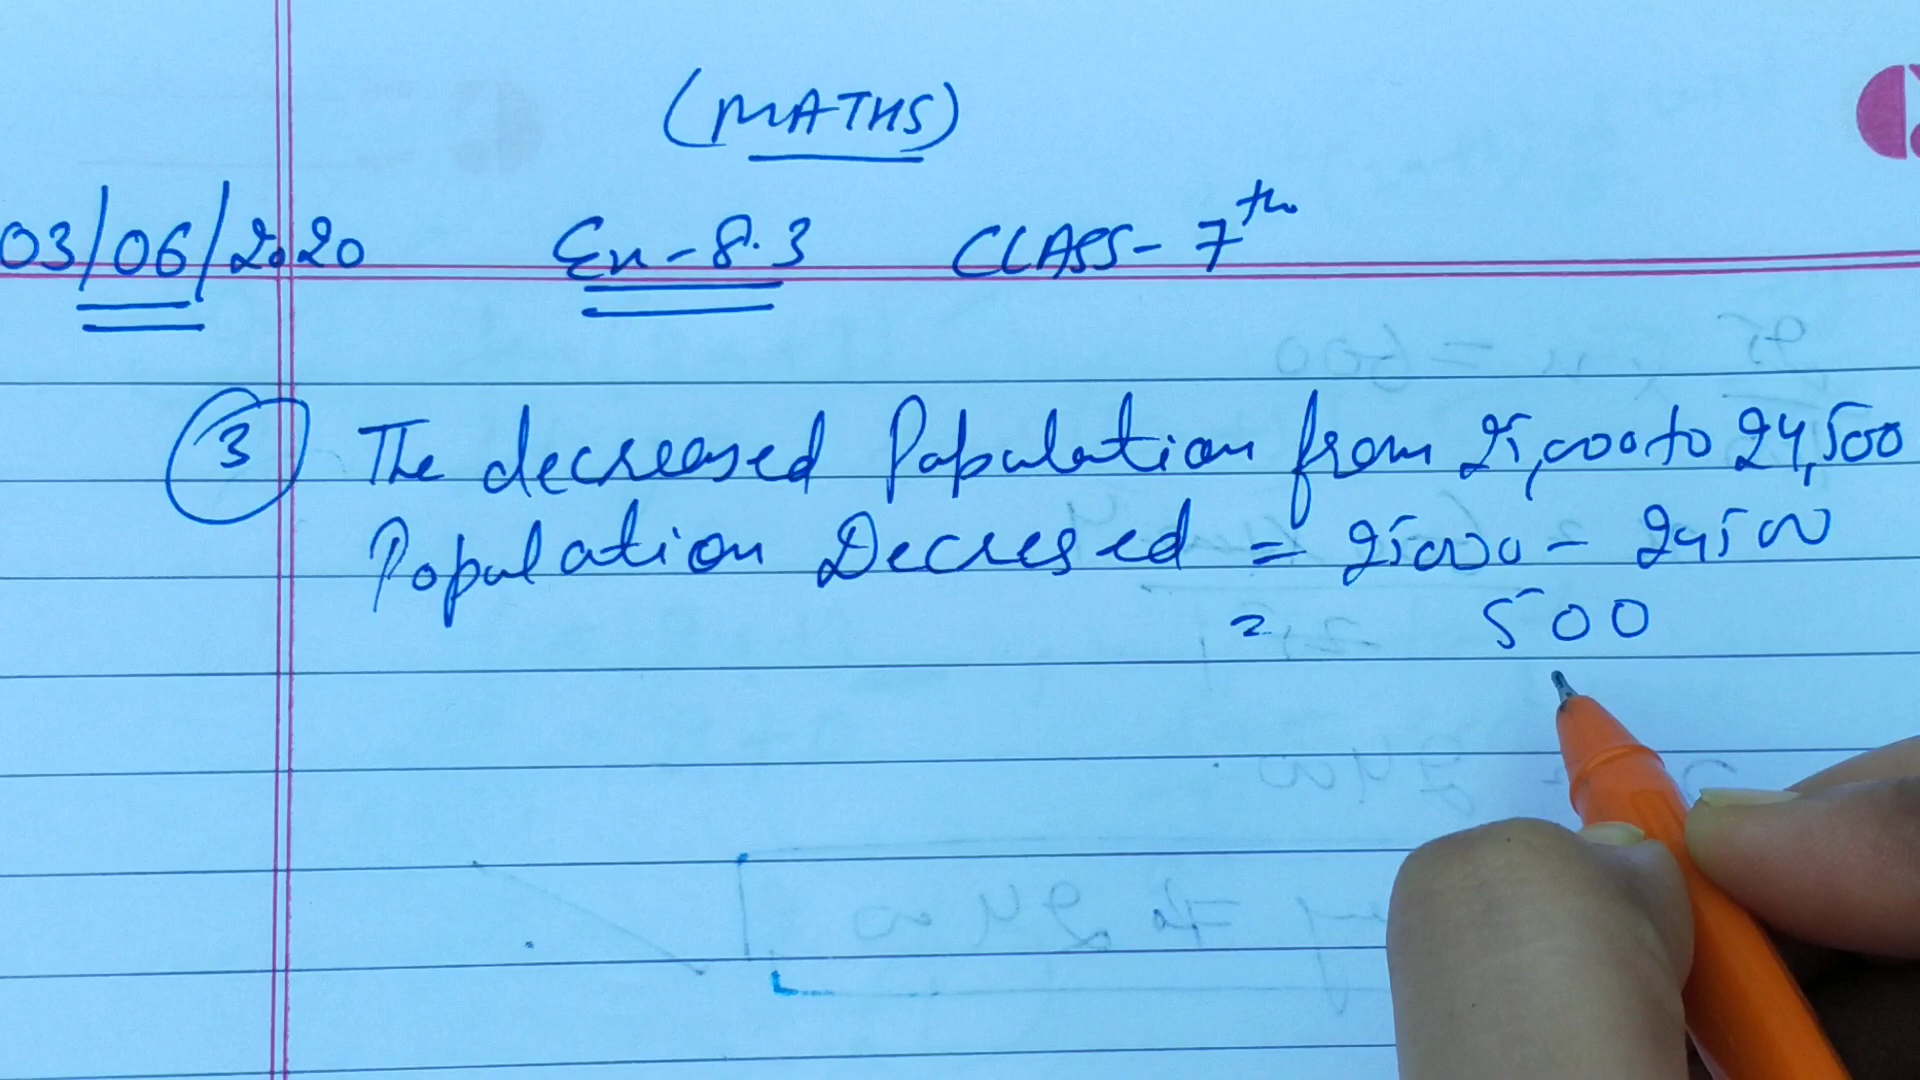 (MATHS)
03/06/2020 Ex-8.3 CLASS-7th
3 The decreased Population from 25,000 to 24,500
Population Decresed = 25000 - 24500
= 500